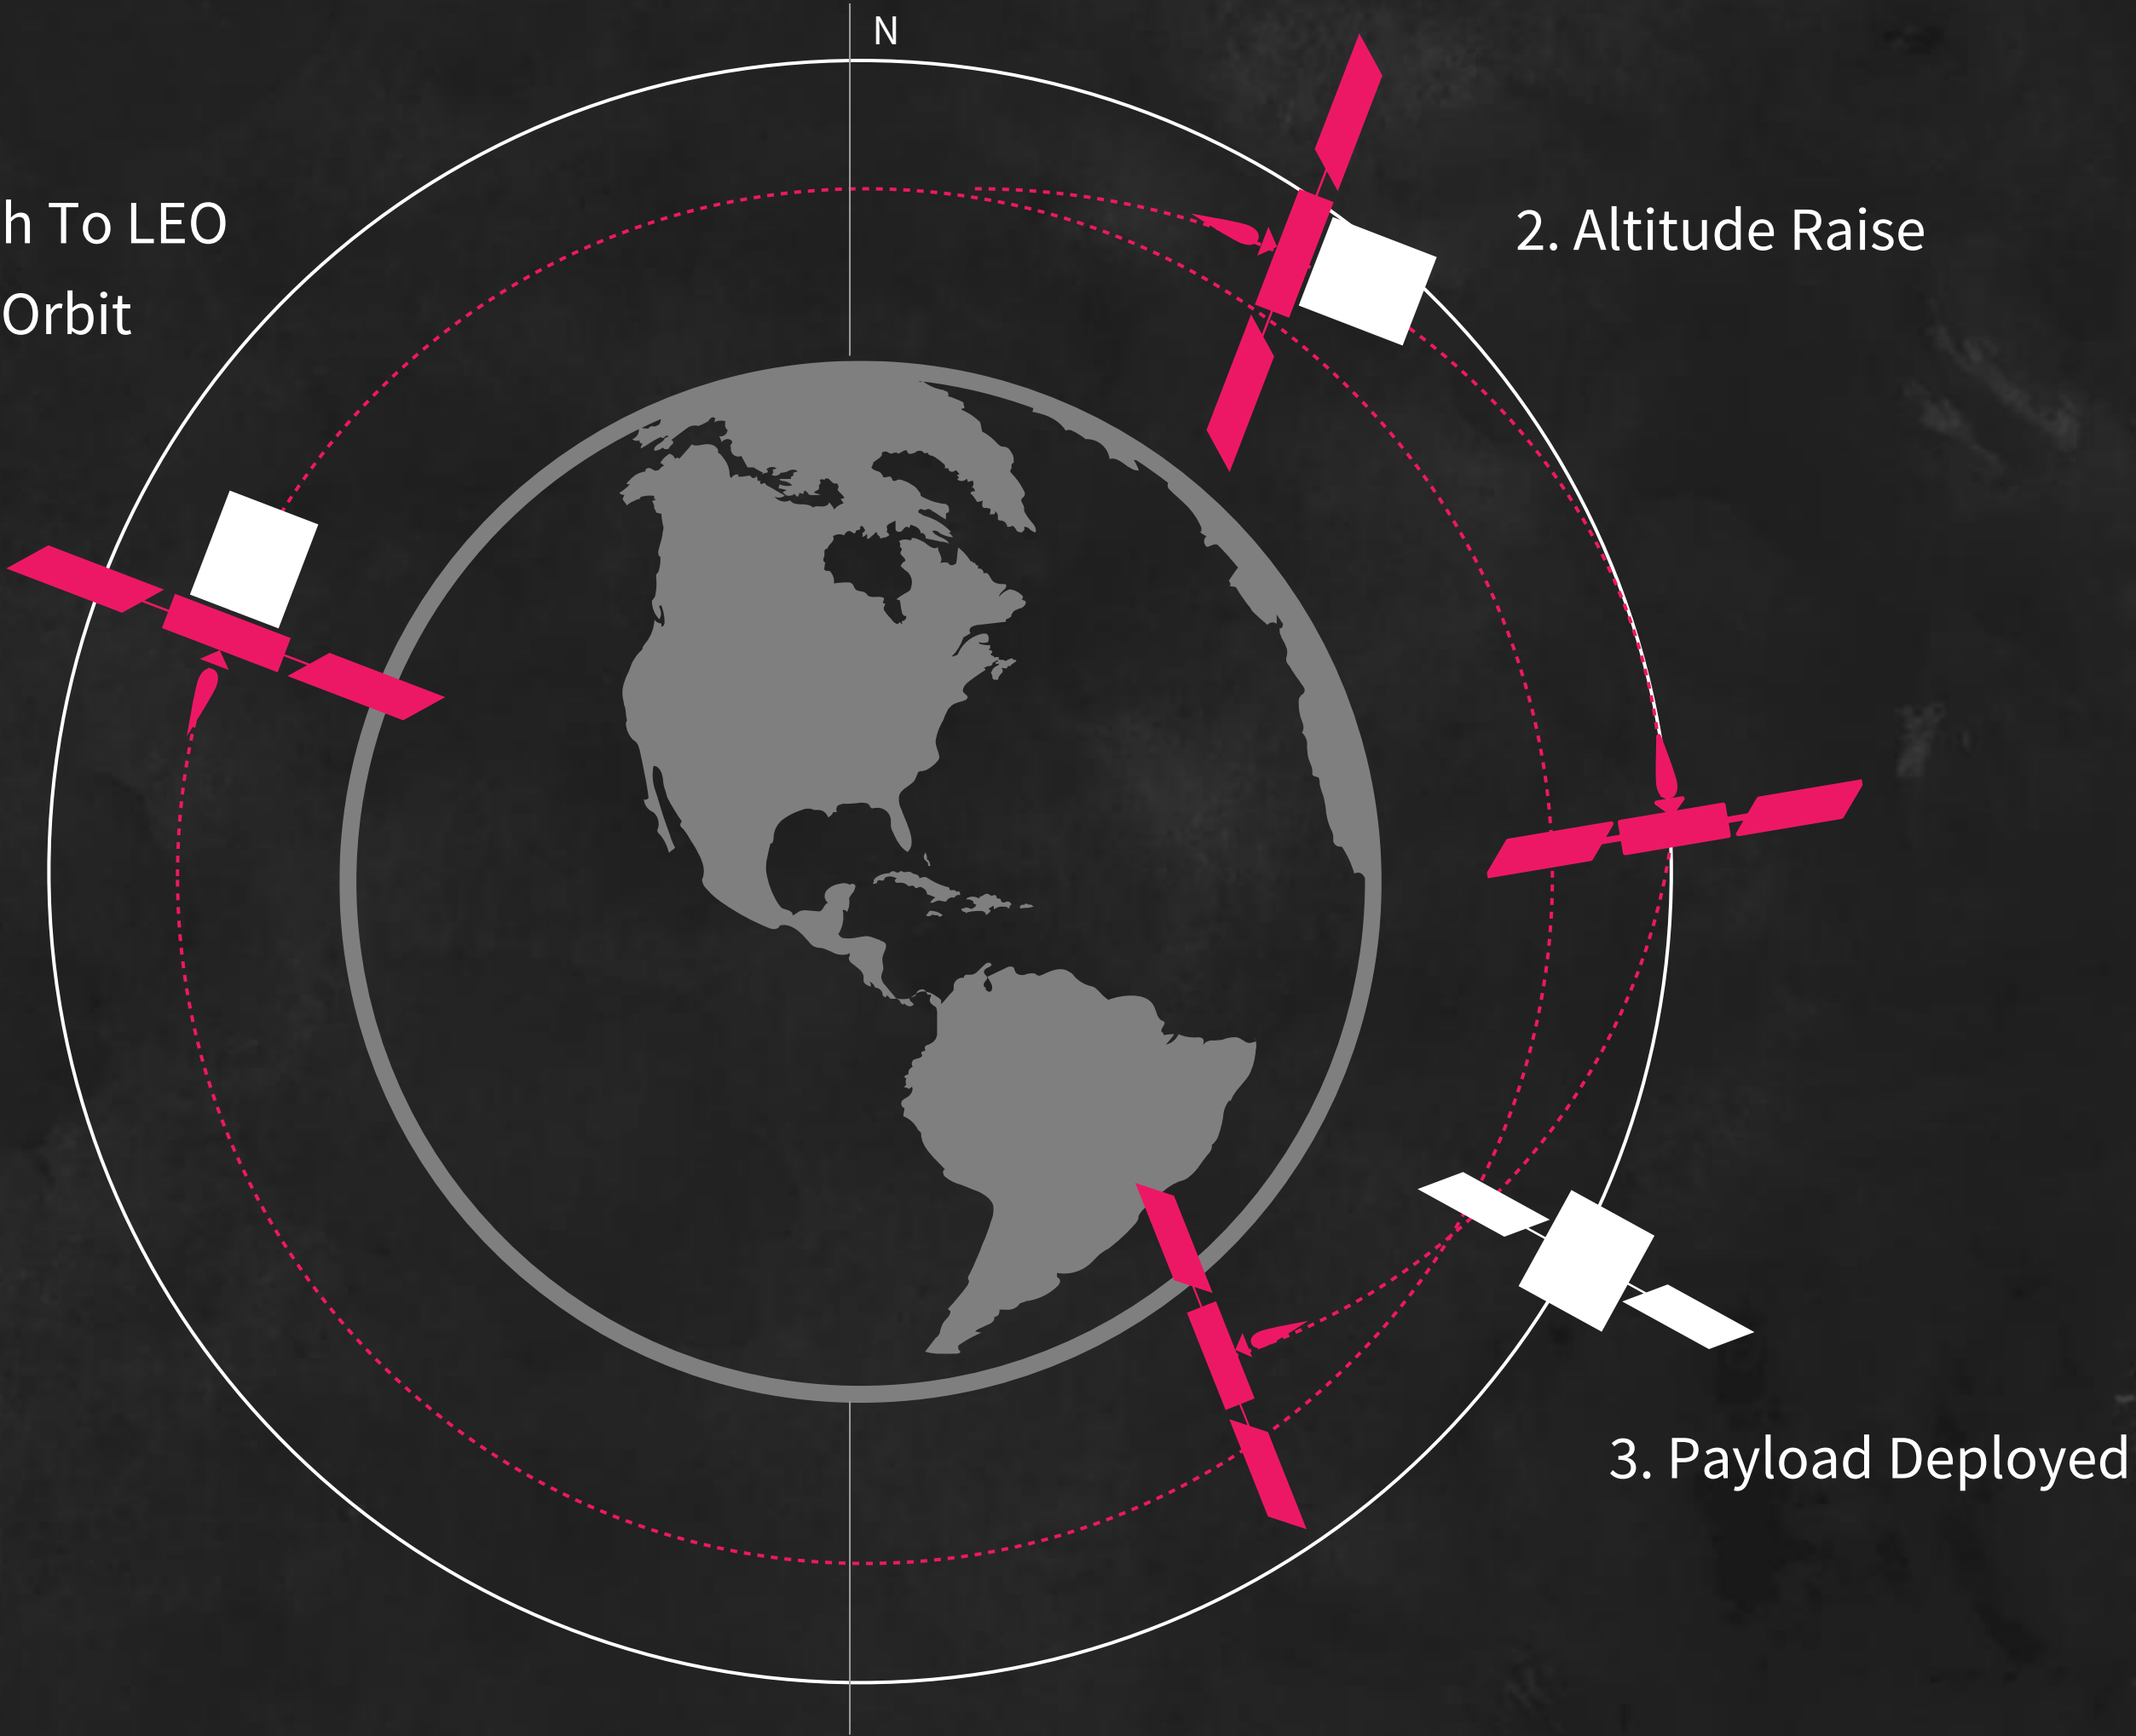 N
h To LEO
Orbit
2. Altitude Raise
3. Payload Deployed